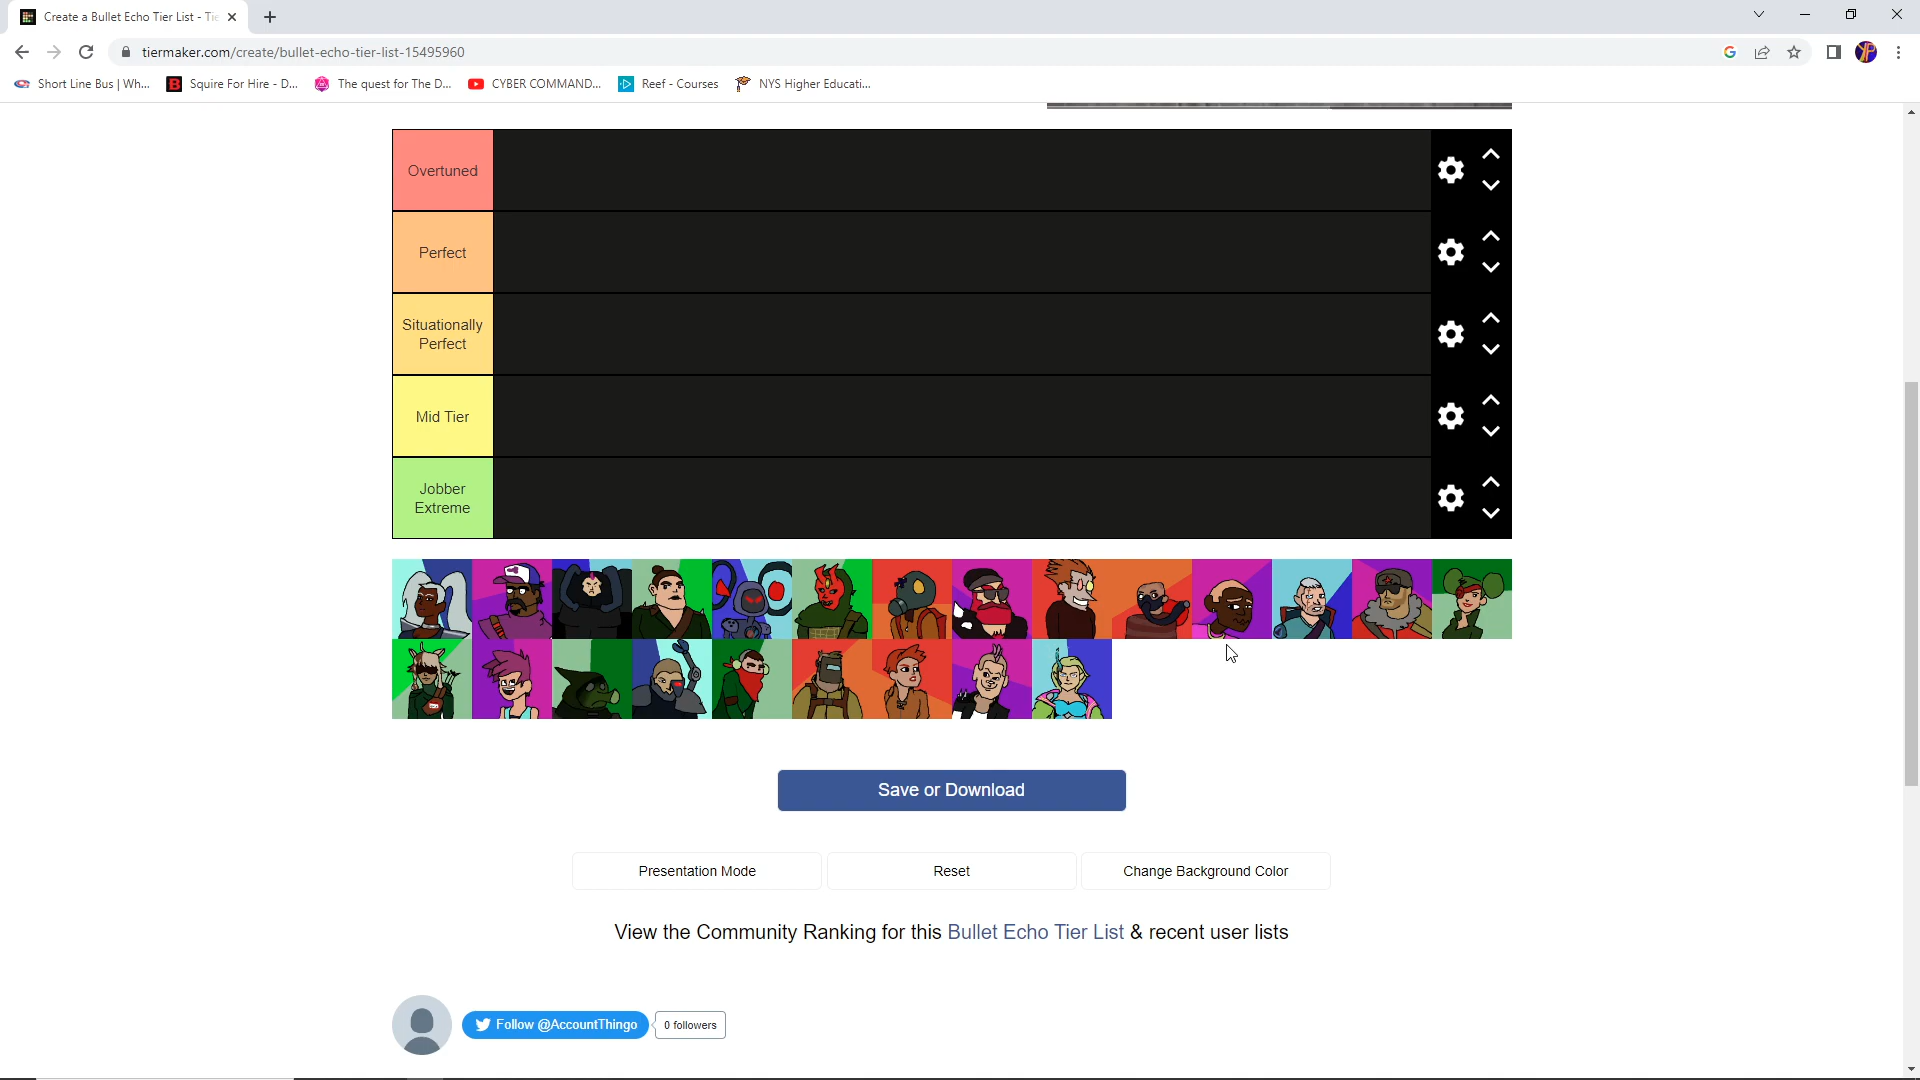 Create a Bullet Echo Tier List - Tie
tiermaker.com/create/bullet-echo-tier-list-15495960
Short Line Bus | Wh...
Squire For Hire - D...
The quest for The D...
CYBER COMMAND...
Reef - Courses
NYS Higher Educati...
Overtuned
Perfect
Situationally
Perfect
Mid Tier
Jobber
Extreme
Save or Download
Presentation Mode
Reset
Change Background Color
View the Community Ranking for this Bullet Echo Tier List & recent user lists
Follow @AccountThingo
0 followers